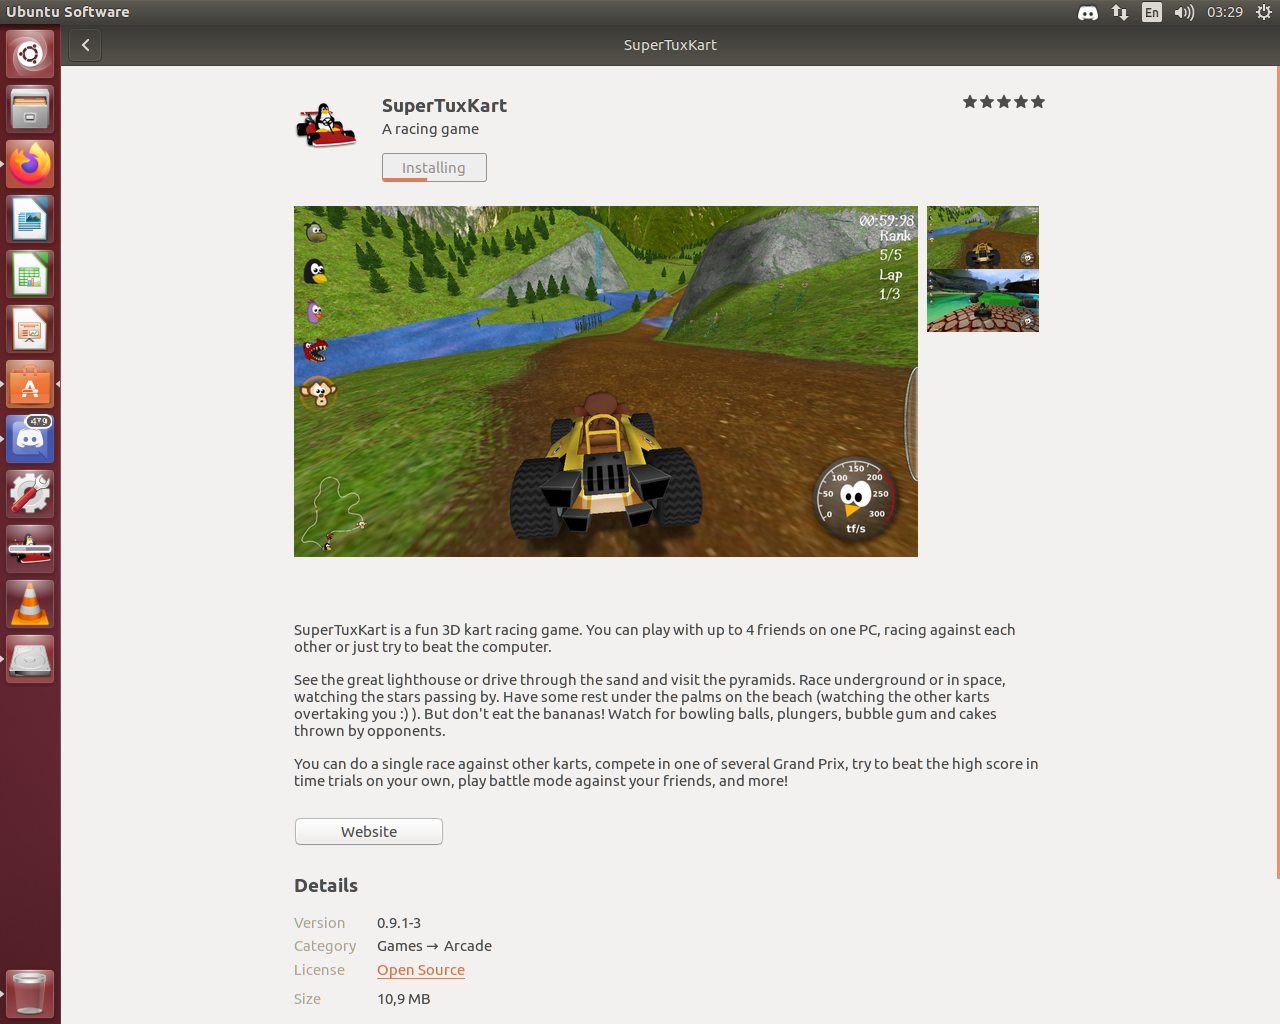 Ubuntu Software
En
03:29
SuperTuxKart
SuperTuxKart
A racing game
Installing
00:59:98
Rank
5/5
Lap
1/3
0
50
100
150
200
250
300
tf/s
SuperTuxKart is a fun 3D kart racing game. You can play with up to 4 friends on one PC, racing against each
other or just try to beat the computer.
See the great lighthouse or drive through the sand and visit the pyramids. Race underground or in space,
watching the stars passing by. Have some rest under the palms on the beach (watching the other karts
overtaking you :) ). But don't eat the bananas! Watch for bowling balls, plungers, bubble gum and cakes
thrown by opponents.
You can do a single race against other karts, compete in one of several Grand Prix, try to beat the high score in
time trials on your own, play battle mode against your friends, and more!
Website
Details
Version 0.9.1-3
Category Games → Arcade
License Open Source
Size 10,9 MB